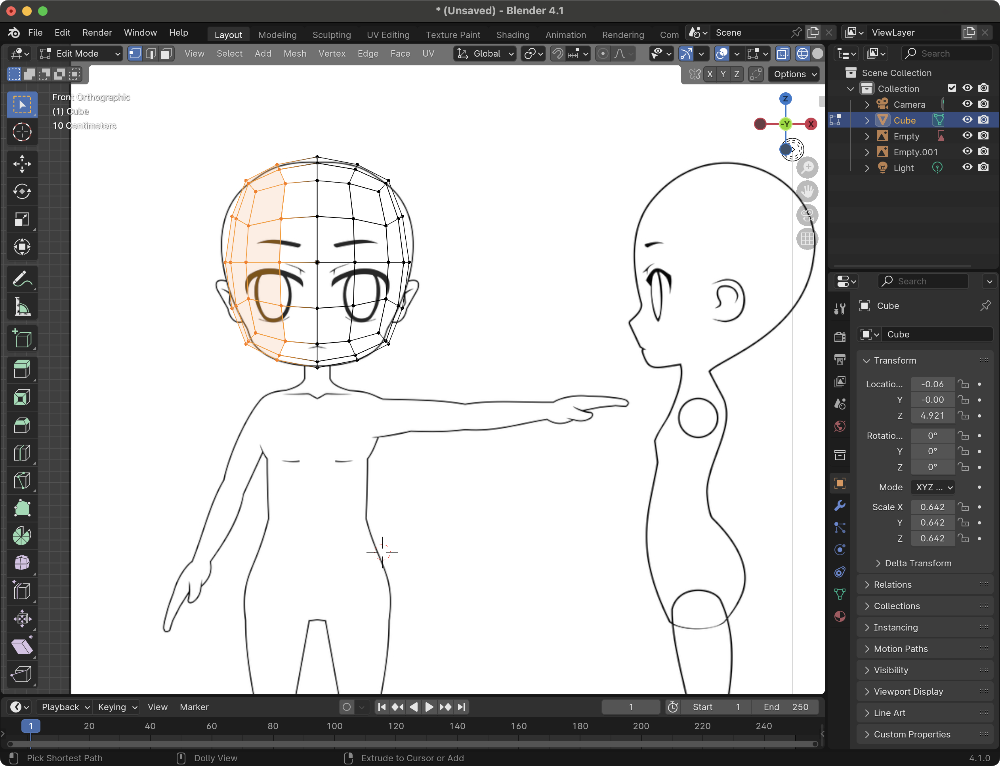 * (Unsaved) - Blender 4.1
File Edit Render Window Help Layout Modeling Sculpting UV Editing Texture Paint Shading Animation Rendering Com Scene ViewLayer
Edit Mode View Select Add Mesh Vertex Edge Face UV Global Search
X Y Z Options
Scene Collection
Collection
Camera
Cube
Empty
Empty.001
Light
Front Orthographic
(1) Cube
10 Centimeters
Z
-Y X
Search
Cube
Cube
Transform
Locatio... -0.06
Y -0.00
Z 4.921
Rotatio... 0°
Y 0°
Z 0°
Mode XYZ ...
Scale X 0.642
Y 0.642
Z 0.642
Delta Transform
Relations
Collections
Instancing
Motion Paths
Visibility
Viewport Display
Line Art
Custom Properties
Playback Keying View Marker 1 Start 1 End 250
1 20 40 60 80 100 120 140 160 180 200 220 240
Pick Shortest Path Dolly View Extrude to Cursor or Add 4.1.0